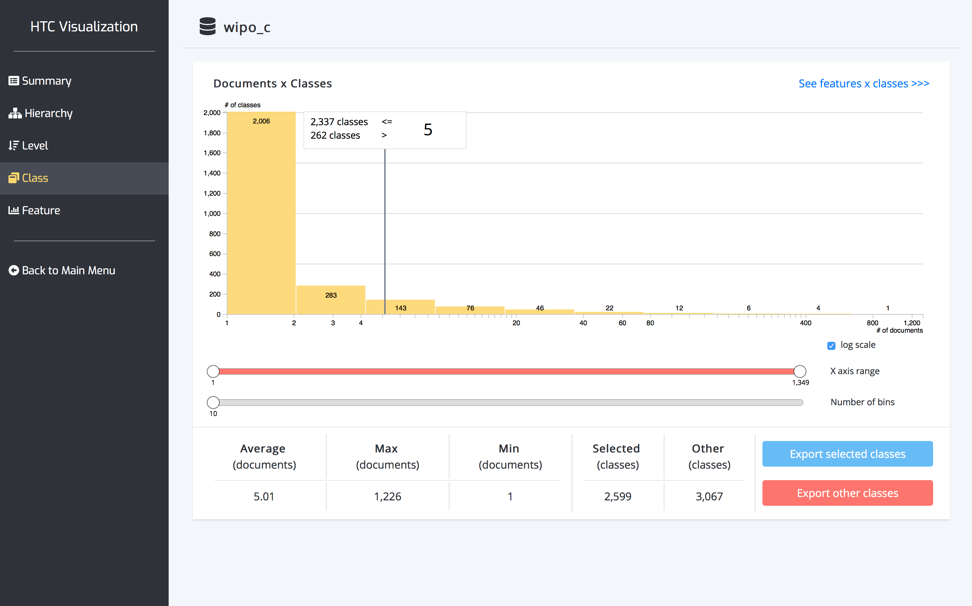 HTC Visualization
Summary
Hierarchy
Level
Class
Feature
Back to Main Menu
wipo_c
Documents x Classes
See features x classes >>>
# of classes
2,000
1,800
1,600
1,400
1,200
1,000
800
600
400
200
0
2,006
283
143
76
46
22
12
6
4
1
2,337 classes <=
262 classes >
5
1 2 3 4 20 40 60 80 400 800 1,200
# of documents
log scale
X axis range
1 1,349
Number of bins
10
Average
(documents)
5.01
Max
(documents)
1,226
Min
(documents)
1
Selected
(classes)
2,599
Other
(classes)
3,067
Export selected classes
Export other classes